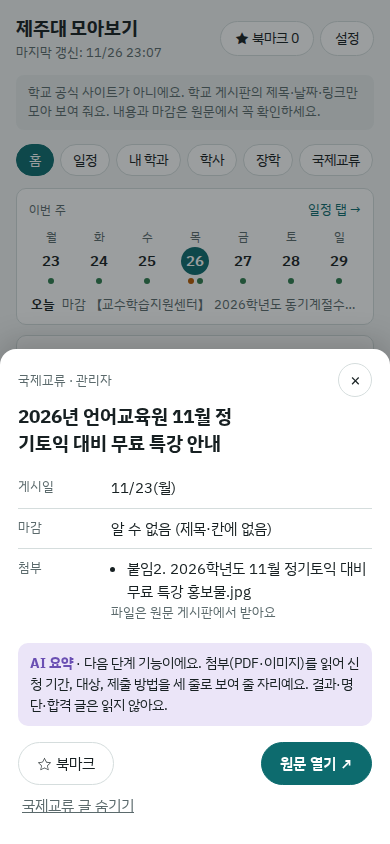 제주대 모아보기
마지막 갱신: 11/26 23:07
★ 북마크 0
설정
학교 공식 사이트가 아니에요. 학교 게시판의 제목·날짜·링크만
모아 보여 줘요. 내용과 마감은 원문에서 꼭 확인하세요.
홈
일정
내 학과
학사
장학
국제교류
이번 주
일정 탭 →
월 화 수 목 금 토 일
23 24 25 26 27 28 29
오늘 마감 【교수학습지원센터】 2026학년도 동기계절수…
국제교류 · 관리자
×
2026년 언어교육원 11월 정
기토익 대비 무료 특강 안내
게시일 11/23(월)
마감 알 수 없음 (제목·칸에 없음)
첨부 • 붙임2. 2026학년도 11월 정기토익 대비
무료 특강 홍보물.jpg
파일은 원문 게시판에서 받아요
AI 요약 · 다음 단계 기능이에요. 첨부(PDF·이미지)를 읽어 신
청 기간, 대상, 제출 방법을 세 줄로 보여 줄 자리예요. 결과·명
단·합격 글은 읽지 않아요.
☆ 북마크
원문 열기 ↗
국제교류 글 숨기기